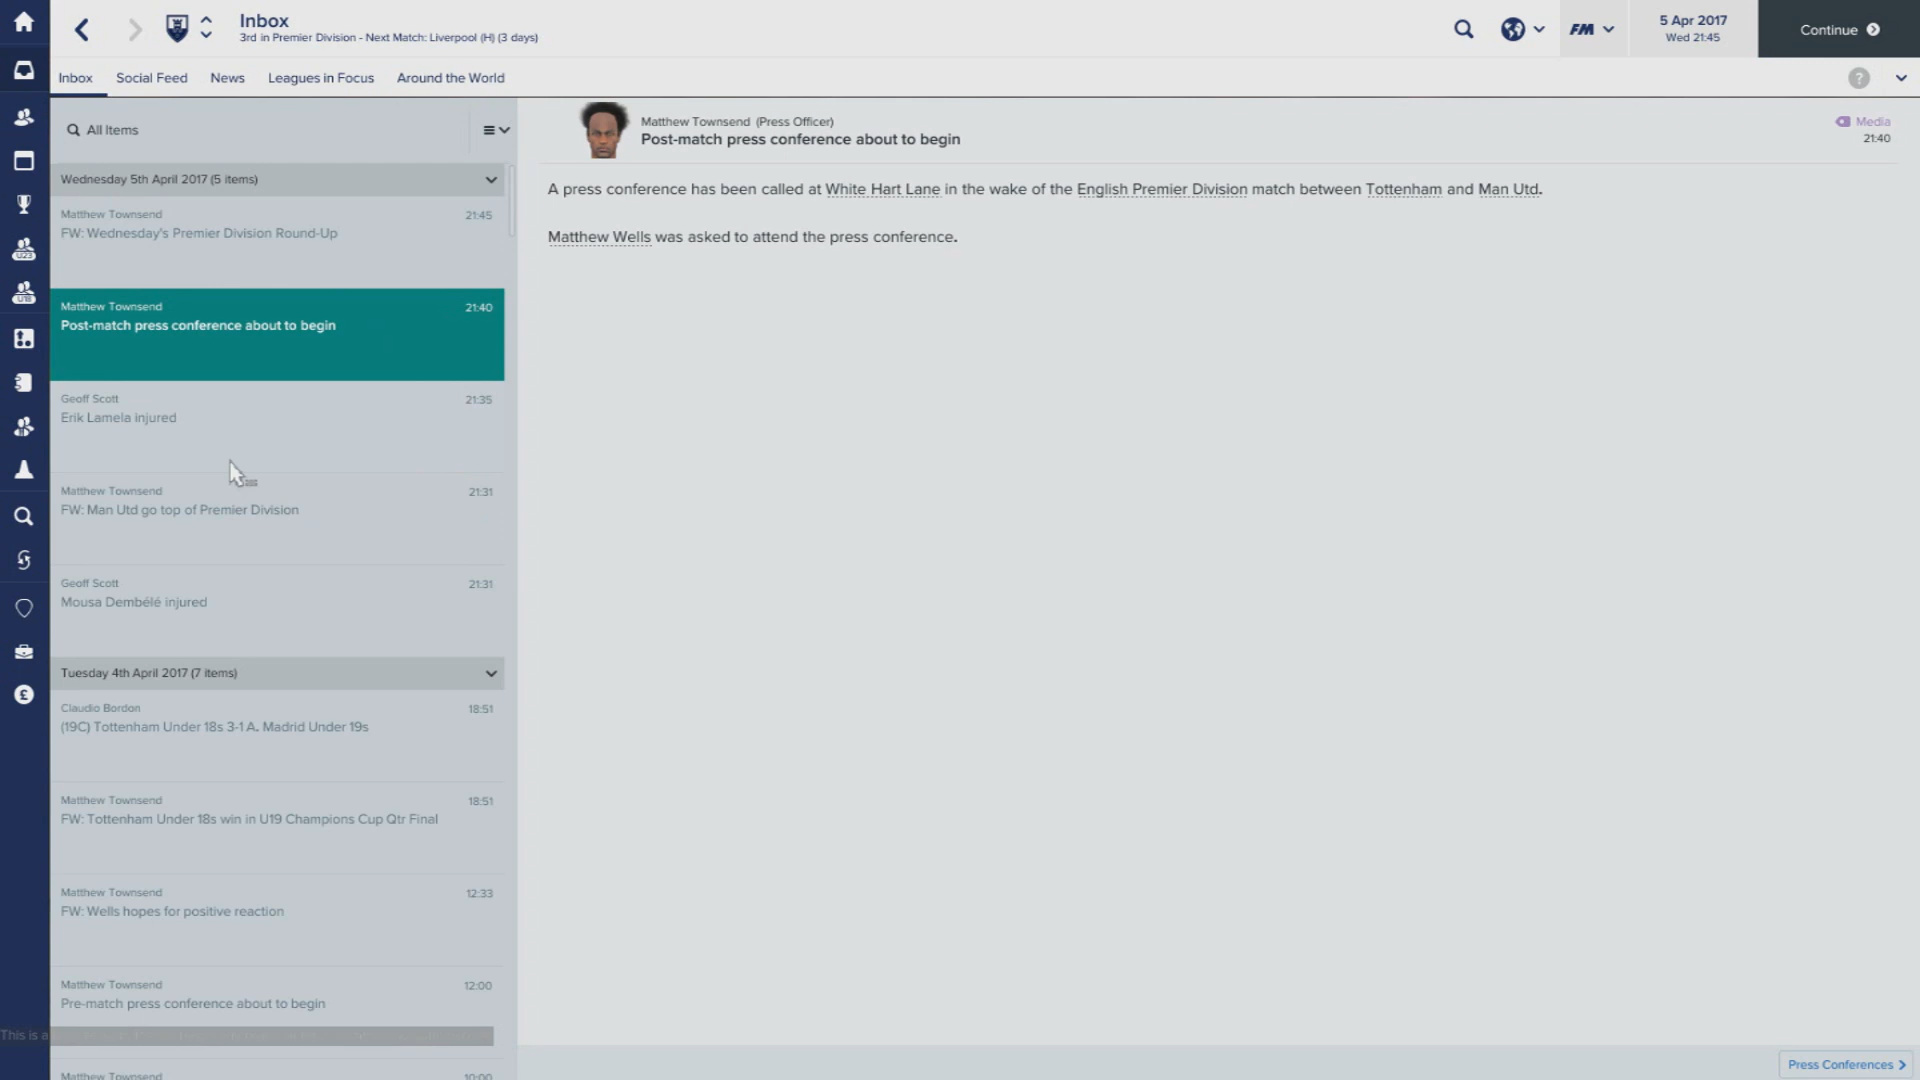 Inbox
3rd in Premier Division - Next Match: Liverpool (H) (3 days)
FM
5 Apr 2017
Wed 21:45
Continue
Inbox
Social Feed
News
Leagues in Focus
Around the World
?
All Items
Wednesday 5th April 2017 (5 items)
Matthew Townsend
21:45
FW: Wednesday's Premier Division Round-Up
Matthew Townsend
21:40
Post-match press conference about to begin
Geoff Scott
21:35
Erik Lamela injured
Matthew Townsend
21:31
FW: Man Utd go top of Premier Division
Geoff Scott
21:31
Mousa Dembélé injured
Tuesday 4th April 2017 (7 items)
Claudio Bordon
18:51
(19C) Tottenham Under 18s 3-1 A. Madrid Under 19s
Matthew Townsend
18:51
FW: Tottenham Under 18s win in U19 Champions Cup Qtr Final
Matthew Townsend
12:33
FW: Wells hopes for positive reaction
Matthew Townsend
12:00
Pre-match press conference about to begin
This is a
Matthew Townsend
10:00
Matthew Townsend (Press Officer)
Post-match press conference about to begin
Media
21:40
A press conference has been called at White Hart Lane in the wake of the English Premier Division match between Tottenham and Man Utd.
Matthew Wells was asked to attend the press conference.
Press Conferences
U23
U18
£